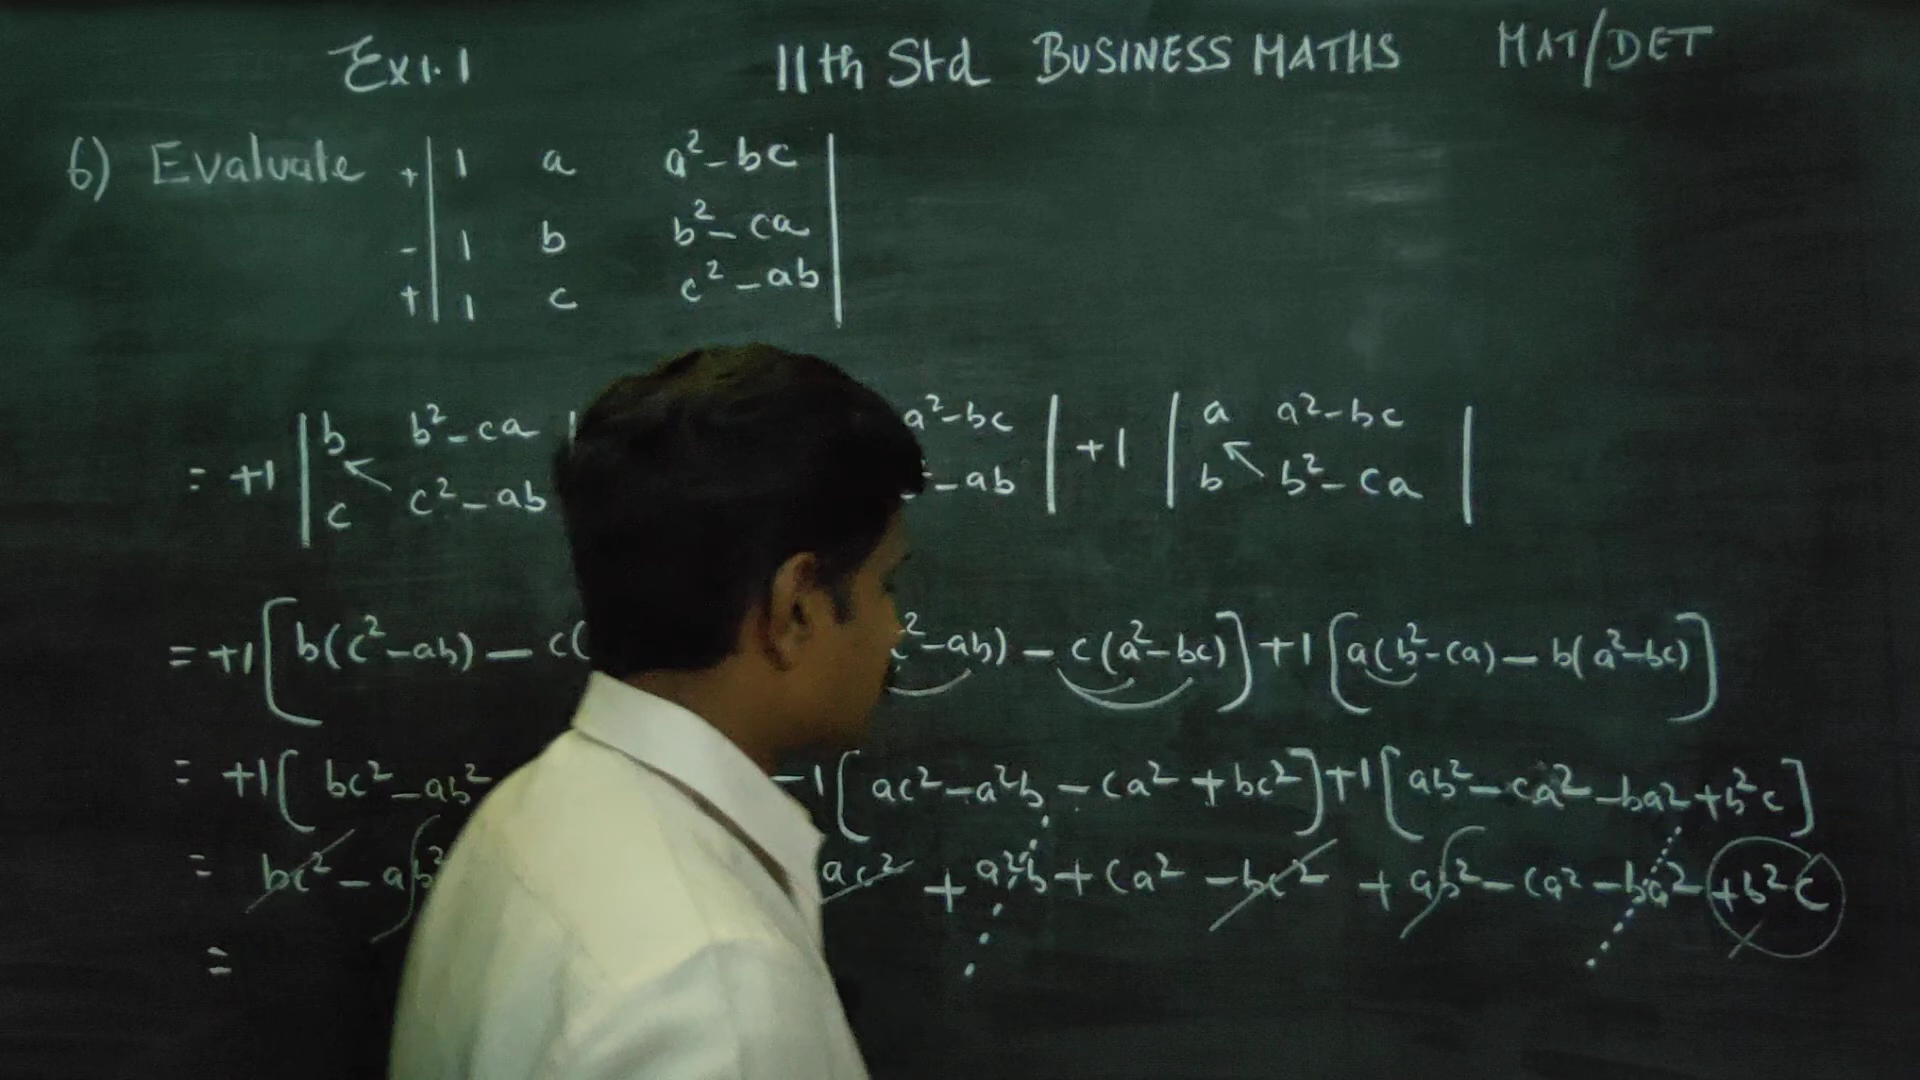 Ex 1.1 11th Std BUSINESS MATHS MAT/DET
6) Evaluate + | 1 a a²-bc |
- | 1 b b²-ca |
+ | 1 c c²-ab |
= +1 | b b²-ca | a²-bc | +1 | a a²-bc |
c c²-ab -ab | b b²-ca |
= +1[b(c²-ab) - c( ²-ab) - c(a²-bc)] +1[a(b²-ca) - b(a²-bc)]
= +1[bc²-ab² -1[ac²-a²b-ca²+bc²] +1[ab²-ca²-ba²+b²c]
= bc²-ab² ac² + a²b + ca² - bc² + ab² - ca² - ba² + b²c
=